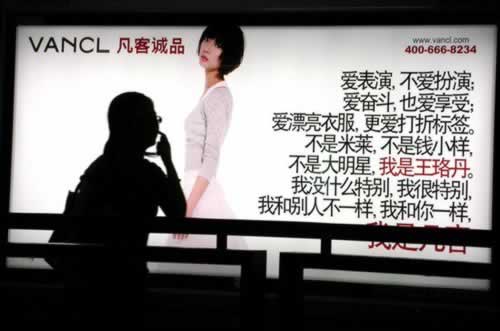 VANCL 凡客诚品
www.vancl.com
400-666-8234
爱表演, 不爱扮演;
爱奋斗, 也爱享受;
爱漂亮衣服, 更爱打折标签。
不是米莱, 不是钱小样,
不是大明星, 我是王珞丹。
我没什么特别, 我很特别,
我和别人不一样, 我和你一样,
我是凡客